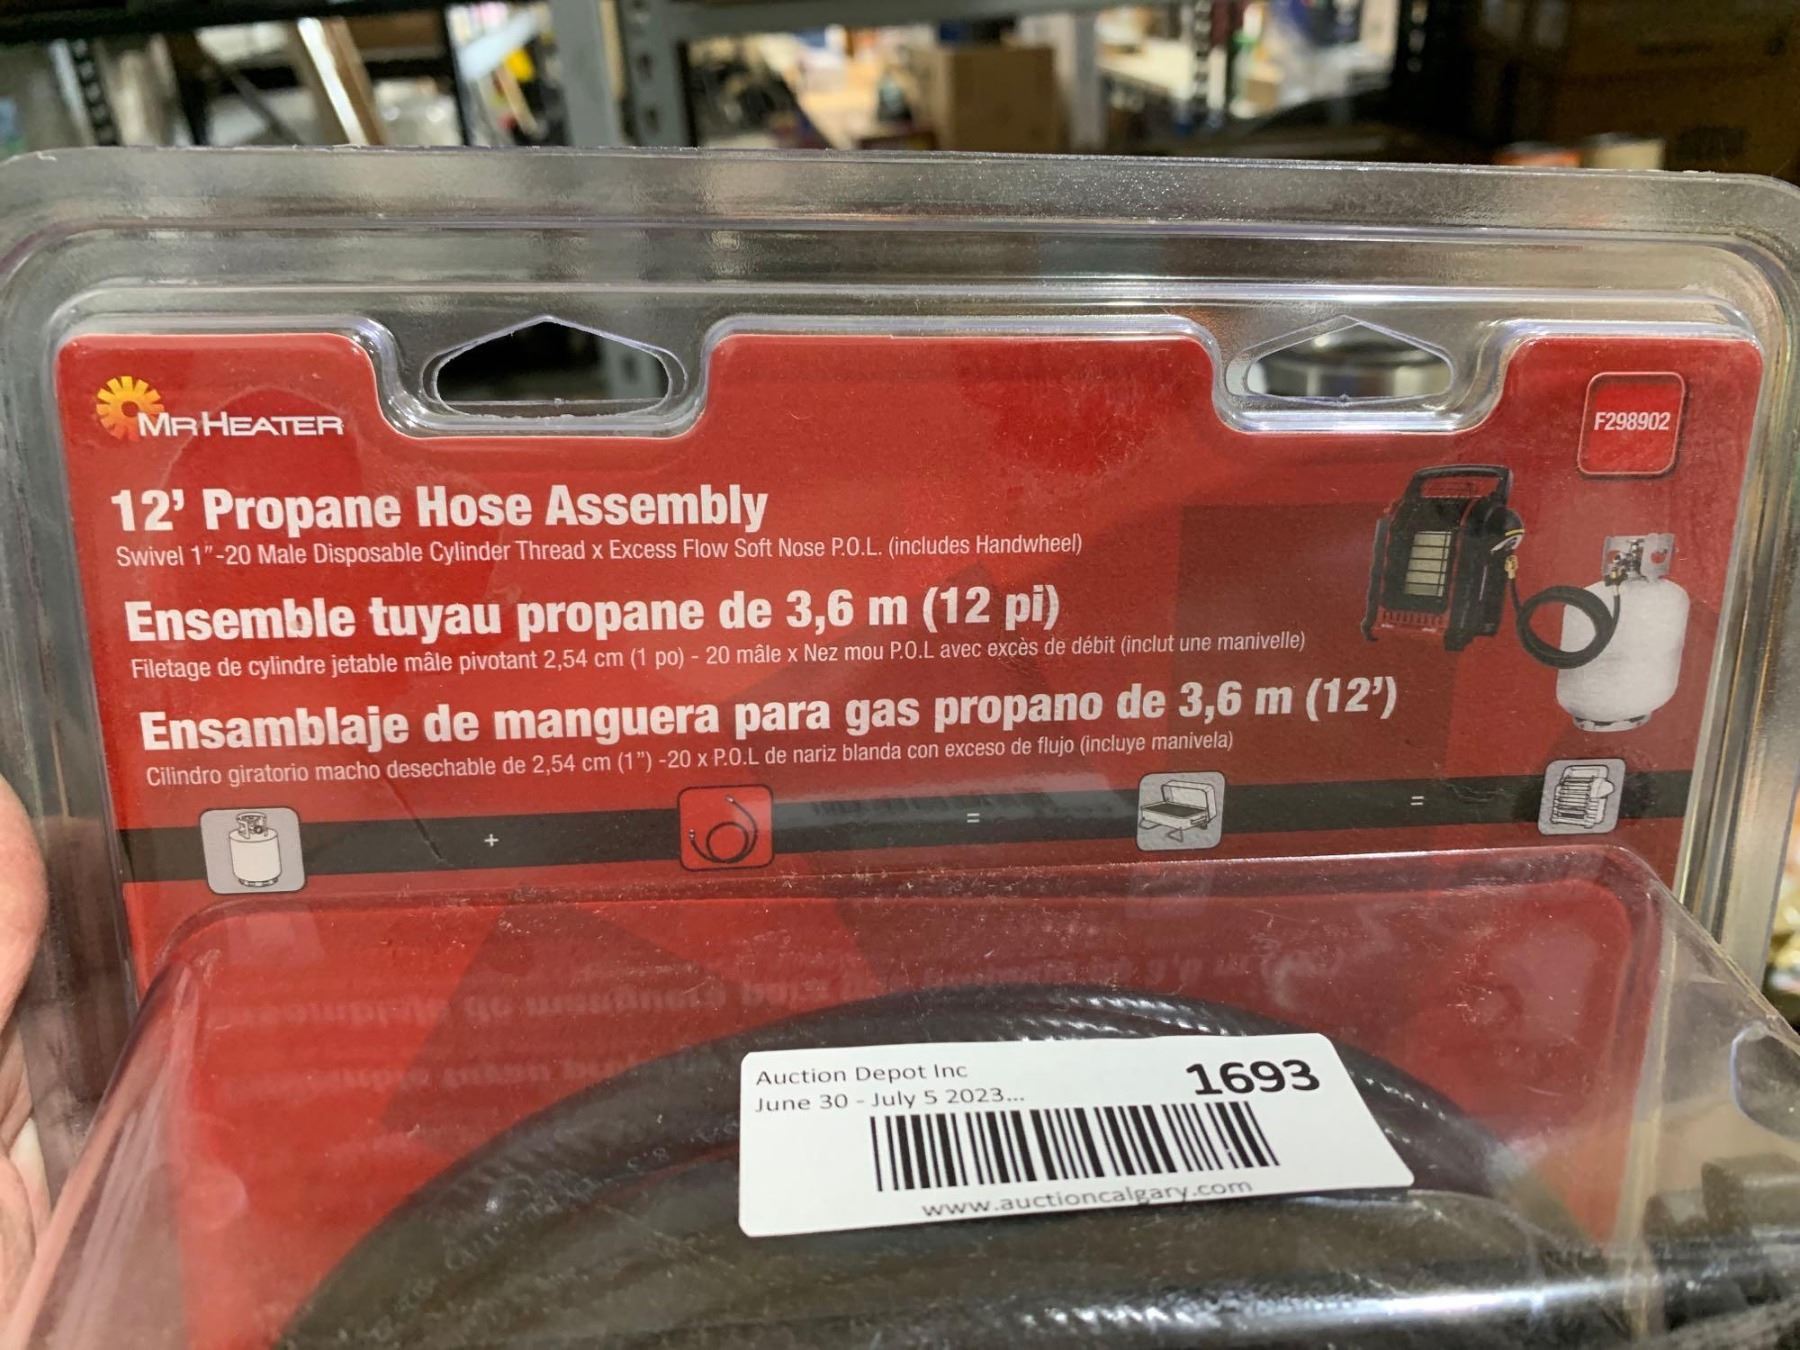 MR HEATER
F298902
12' Propane Hose Assembly
Swivel 1"-20 Male Disposable Cylinder Thread x Excess Flow Soft Nose P.O.L. (includes Handwheel)
Ensemble tuyau propane de 3,6 m (12 pi)
Filetage de cylindre jetable mâle pivotant 2,54 cm (1 po) - 20 mâle x Nez mou P.O.L avec excès de débit (inclut une manivelle)
Ensamblaje de manguera para gas propano de 3,6 m (12')
Cilindro giratorio macho desechable de 2,54 cm (1") -20 x P.O.L de nariz blanda con exceso de flujo (incluye manivela)
+ = =
Auction Depot Inc
1693
June 30 - July 5 2023...
www.auctioncalgary.com